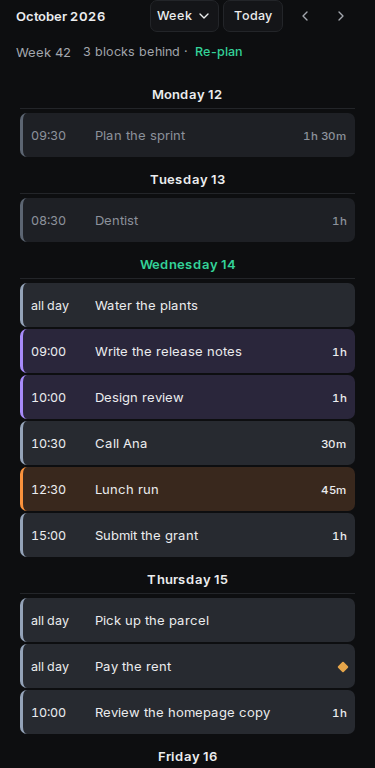 October 2026 Week Today
Week 42 3 blocks behind · Re-plan
Monday 12
09:30 Plan the sprint 1h 30m
Tuesday 13
08:30 Dentist 1h
Wednesday 14
all day Water the plants
09:00 Write the release notes 1h
10:00 Design review 1h
10:30 Call Ana 30m
12:30 Lunch run 45m
15:00 Submit the grant 1h
Thursday 15
all day Pick up the parcel
all day Pay the rent
10:00 Review the homepage copy 1h
Friday 16